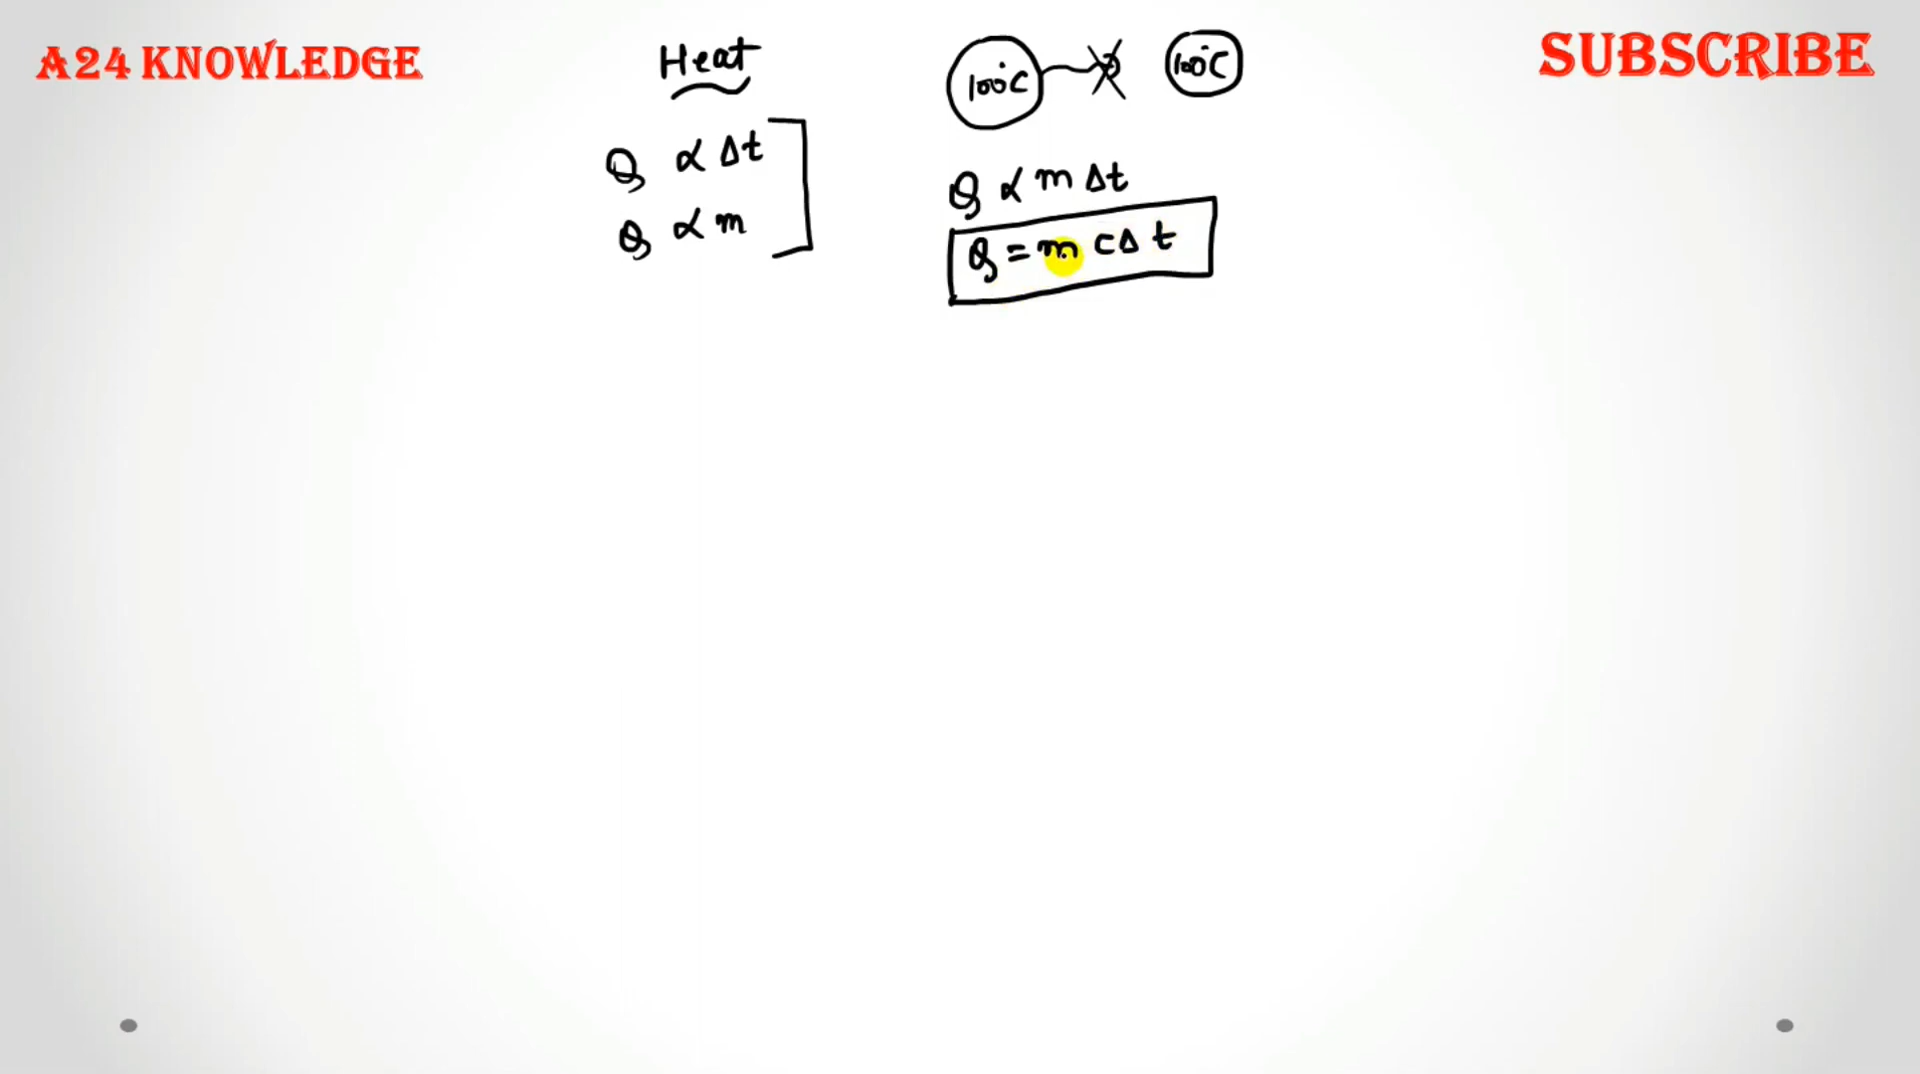 A24 KNOWLEDGE
Heat
100°C
100°C
SUBSCRIBE
Q ∝ Δt
Q ∝ m
Q ∝ m Δt
Q = m c Δ t